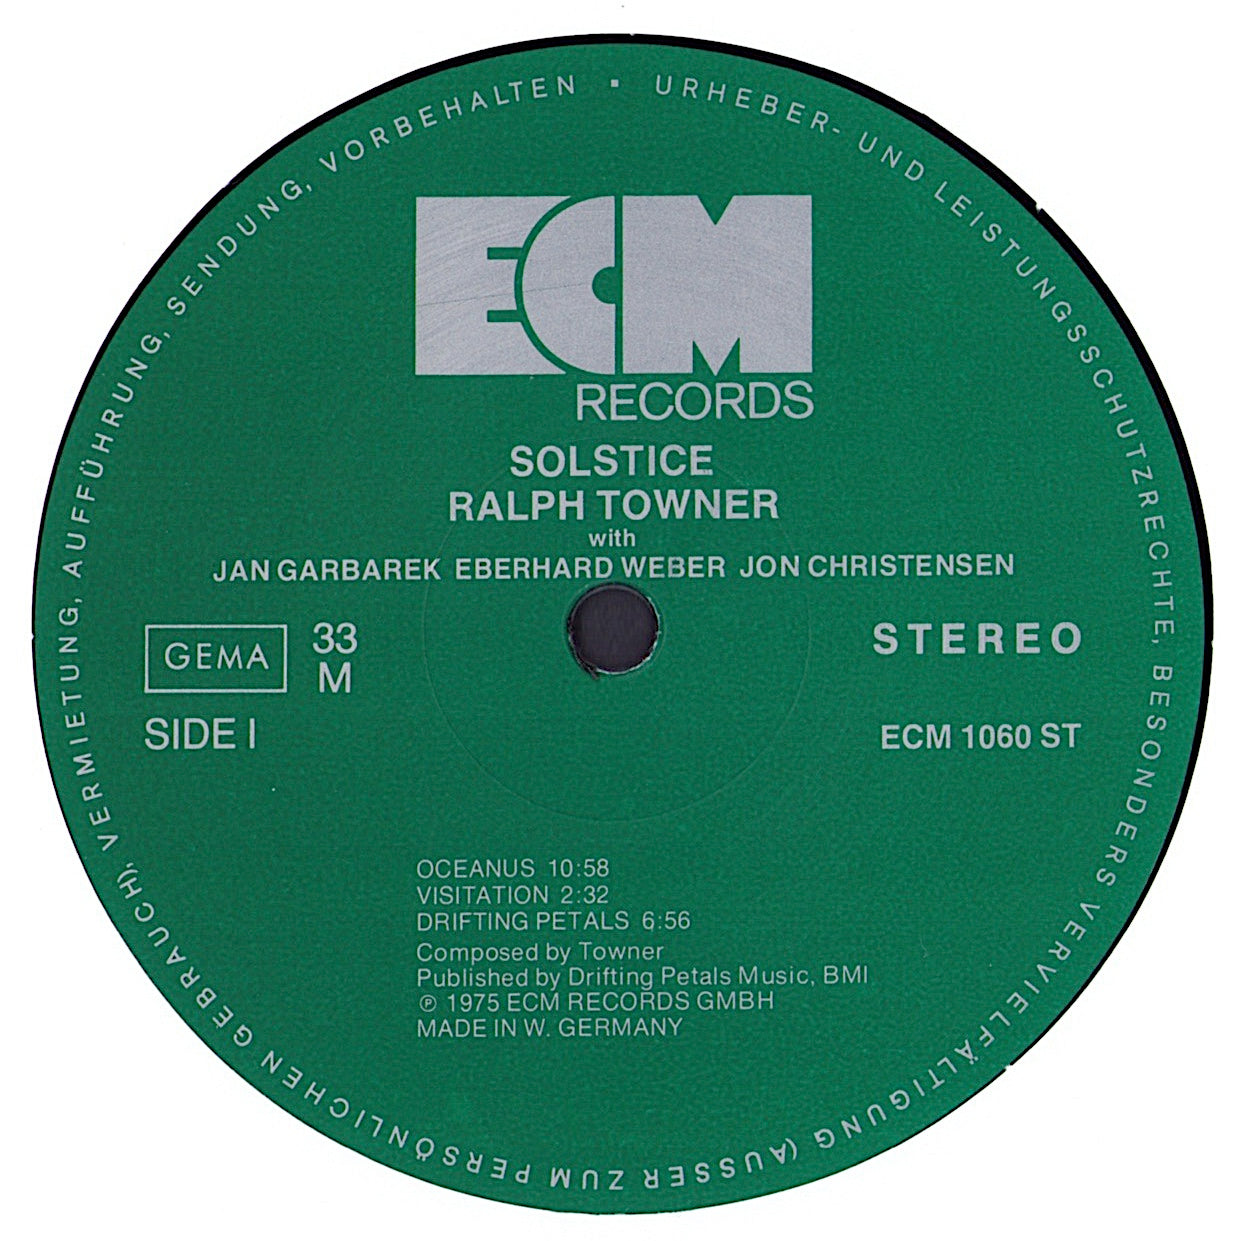 URHEBER- UND LEISTUNGSSCHUTZRECHTE, BESONDERS VERVIELFÄLTIGUNG (AUSSER ZUM PERSÖNLICHEN GEBRAUCH), VERMIETUNG, AUFFÜHRUNG, SENDUNG, VORBEHALTEN ·
ECM
RECORDS
SOLSTICE
RALPH TOWNER
with
JAN GARBAREK EBERHARD WEBER JON CHRISTENSEN
GEMA 33 STEREO
M
SIDE I ECM 1060 ST
OCEANUS 10:58
VISITATION 2:32
DRIFTING PETALS 6:56
Composed by Towner
Published by Drifting Petals Music, BMI
℗ 1975 ECM RECORDS GMBH
MADE IN W. GERMANY